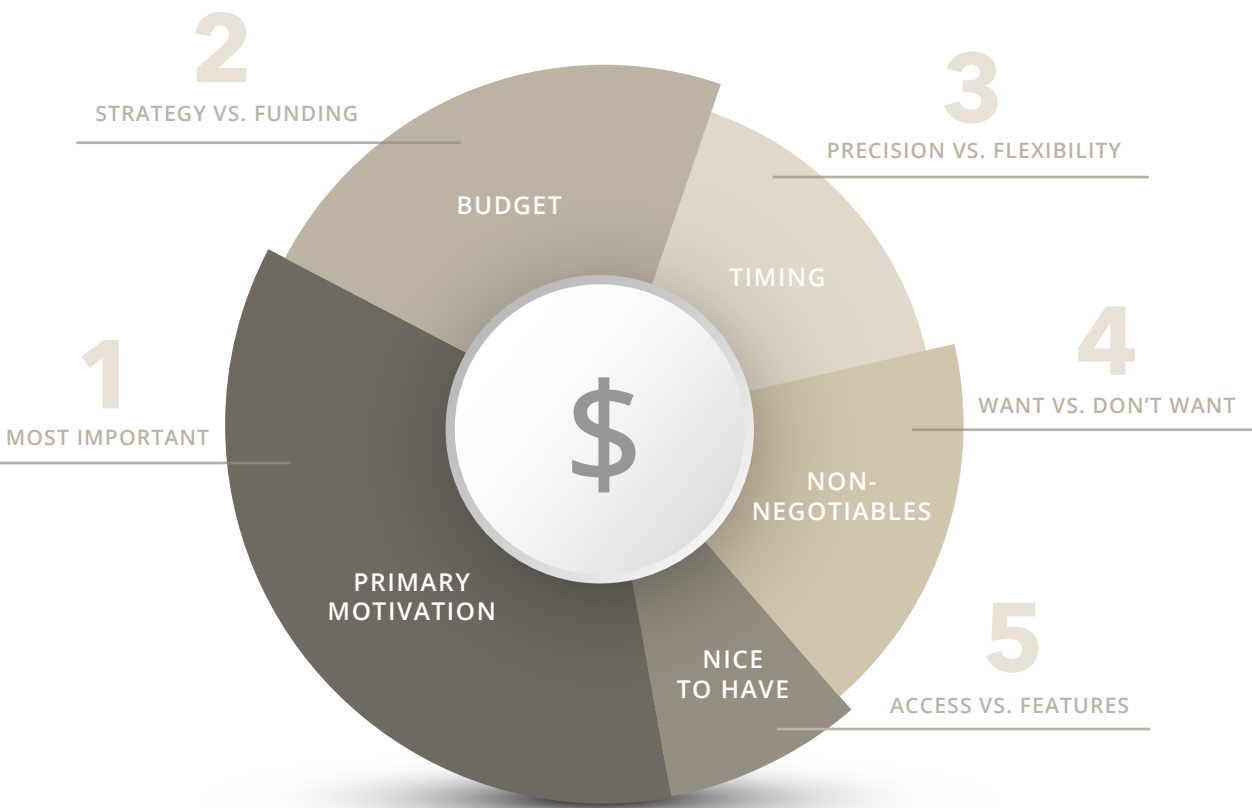 2
STRATEGY VS. FUNDING
3
PRECISION VS. FLEXIBILITY
BUDGET
TIMING
1
MOST IMPORTANT
$
4
WANT VS. DON'T WANT
NON-
NEGOTIABLES
PRIMARY
MOTIVATION
NICE
TO HAVE
5
ACCESS VS. FEATURES